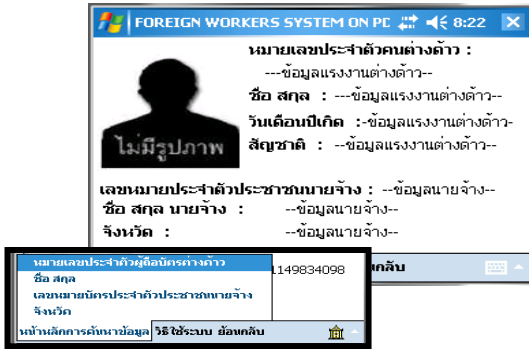 FOREIGN WORKERS SYSTEM ON PC 8:22
หมายเลขประจำตัวคนต่างด้าว :
---ข้อมูลแรงงานต่างด้าว--
ชื่อ สกุล : ---ข้อมูลแรงงานต่างด้าว--
วันเดือนปีเกิด :-ข้อมูลแรงงานต่างด้าว-
สัญชาติ : --ข้อมูลแรงงานต่างด้าว--
ไม่มีรูปภาพ
เลขหมายประจำตัวประชาชนนายจ้าง : --ข้อมูลนายจ้าง--
ชื่อ สกุล นายจ้าง : --ข้อมูลนายจ้าง--
จังหวัด : --ข้อมูลนายจ้าง--
หมายเลขประจำตัวผู้ถือบัตรต่างด้าว
1149834098
ชื่อ สกุล
เลขหมายบัตรประจำตัวประชาชนนายจ้าง
จังหวัด
หน้าหลักการค้นหาข้อมูล วิธีใช้ระบบ ย้อนกลับ